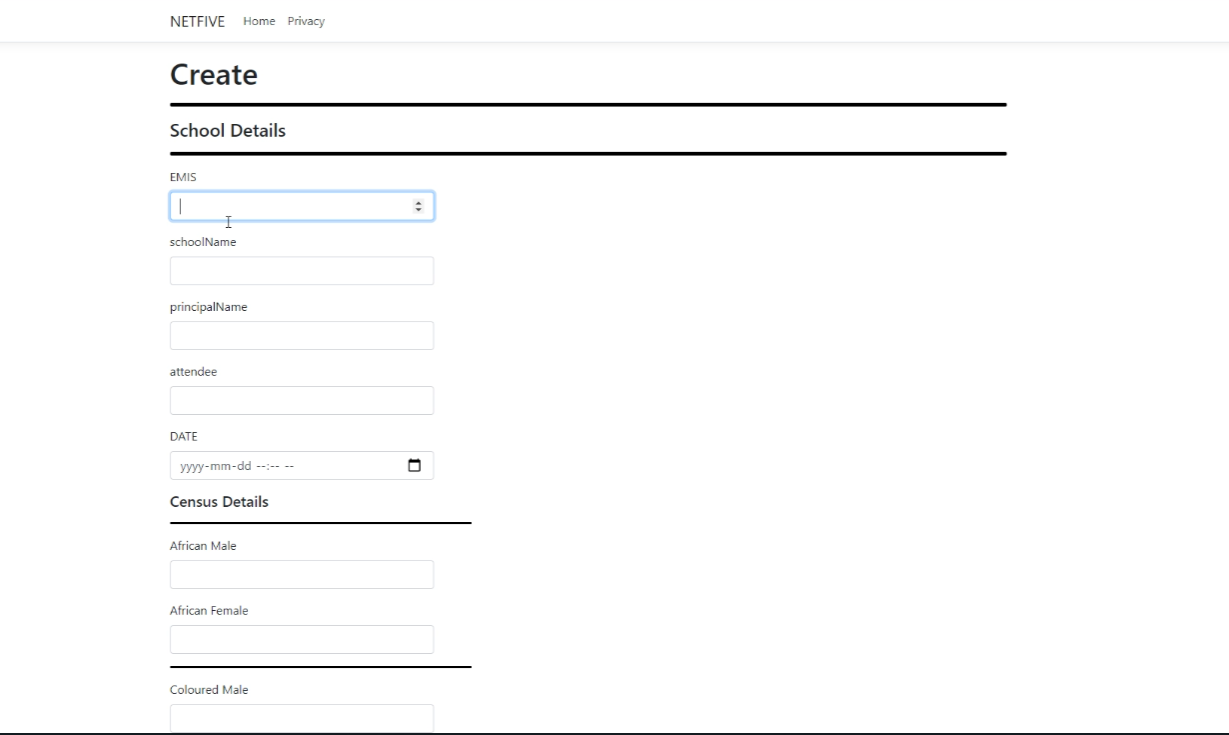 NETFIVE Home Privacy
Create
School Details
EMIS
schoolName
principalName
attendee
DATE
yyyy-mm-dd --:-- --
Census Details
African Male
African Female
Coloured Male